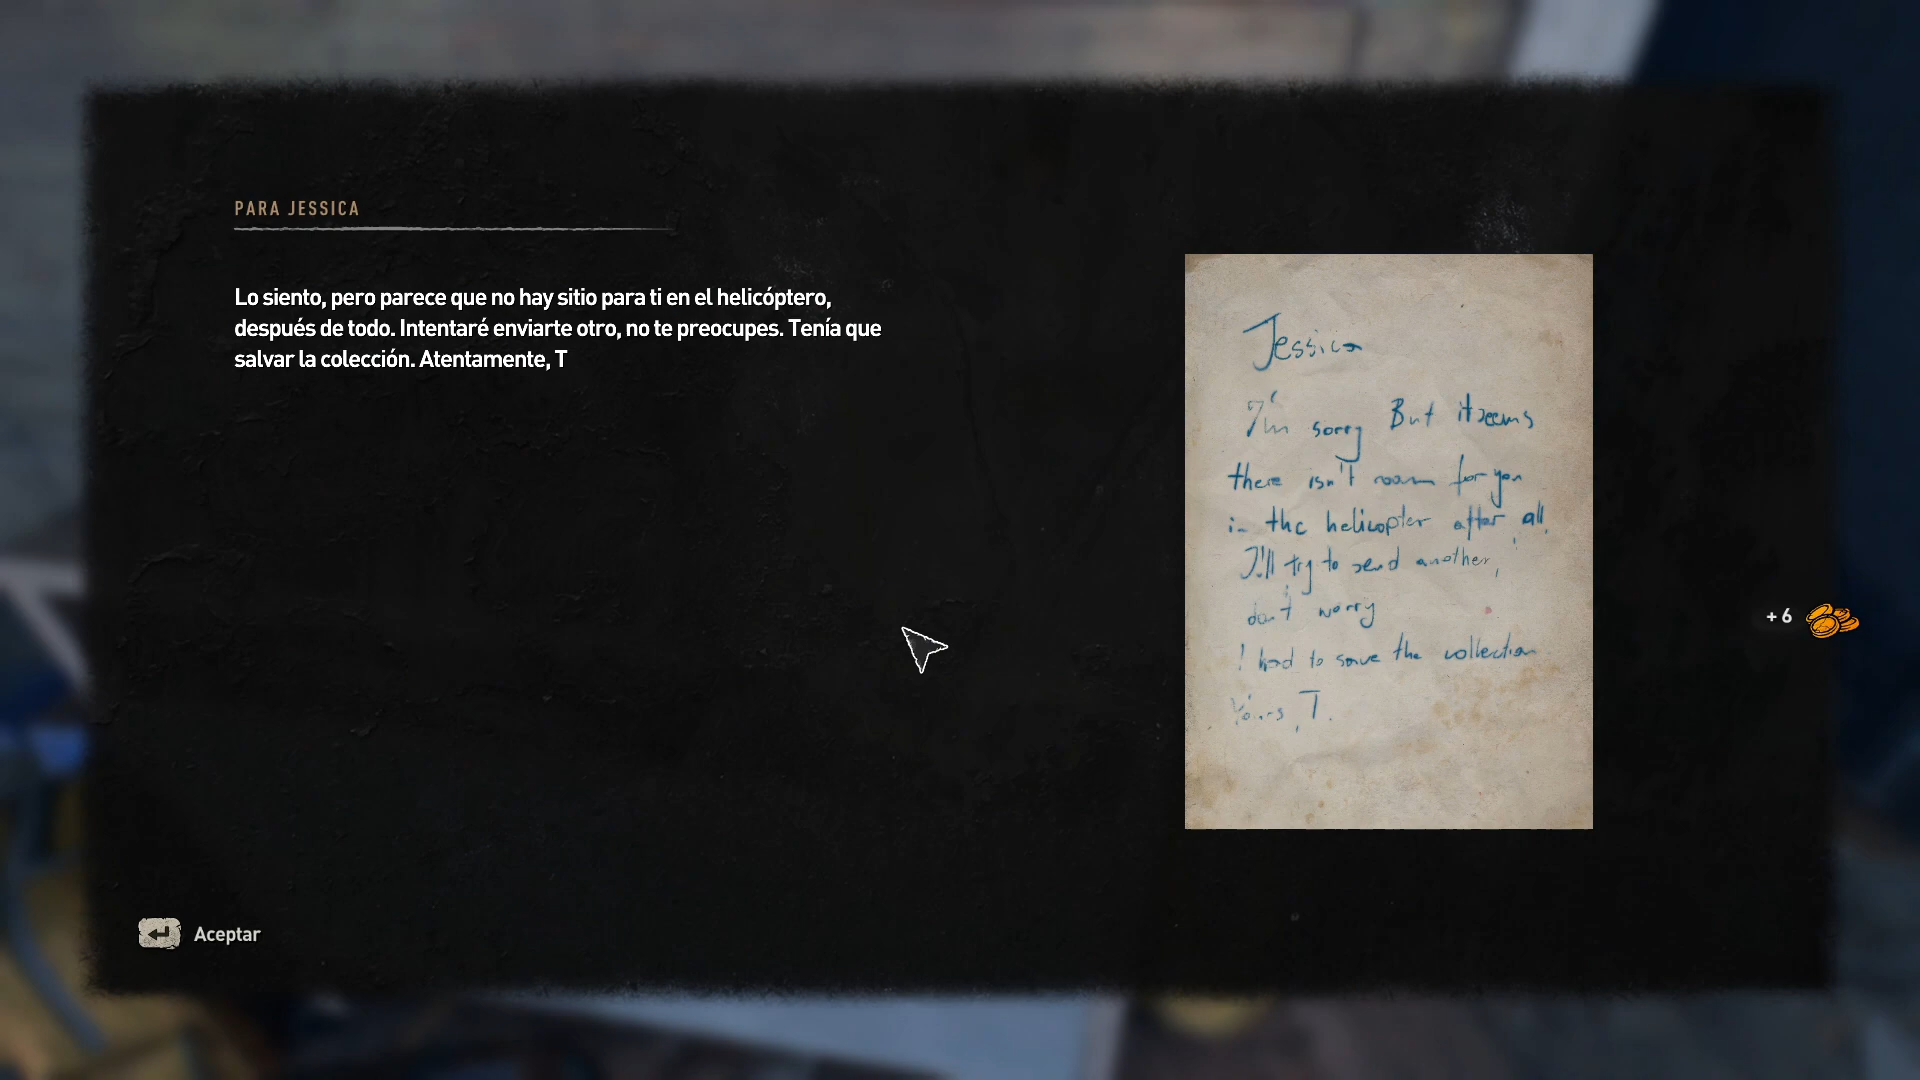 PARA JESSICA
Lo siento, pero parece que no hay sitio para ti en el helicóptero,
después de todo. Intentaré enviarte otro, no te preocupes. Tenía que
salvar la colección. Atentamente, T
Jessica
I'm sorry But it seems
there isn't room for you
in the helicopter after all.
I'll try to send another,
don't worry
I had to save the collection
Yours, T.
+6
Aceptar